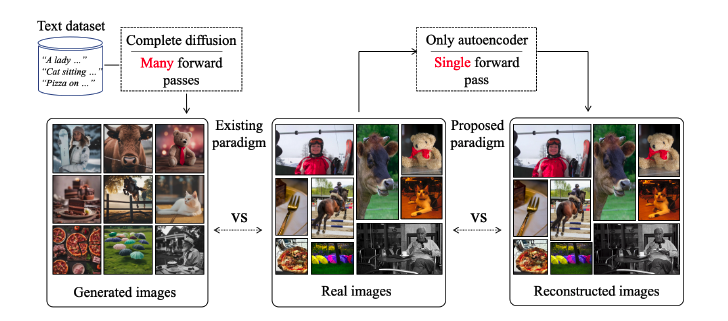 Text dataset
“A lady …”
“Cat sitting …”
“Pizza on …”
Complete diffusion
Many forward
passes
Only autoencoder
Single forward
pass
Existing
paradigm
Proposed
paradigm
vs
vs
Generated images
Real images
Reconstructed images